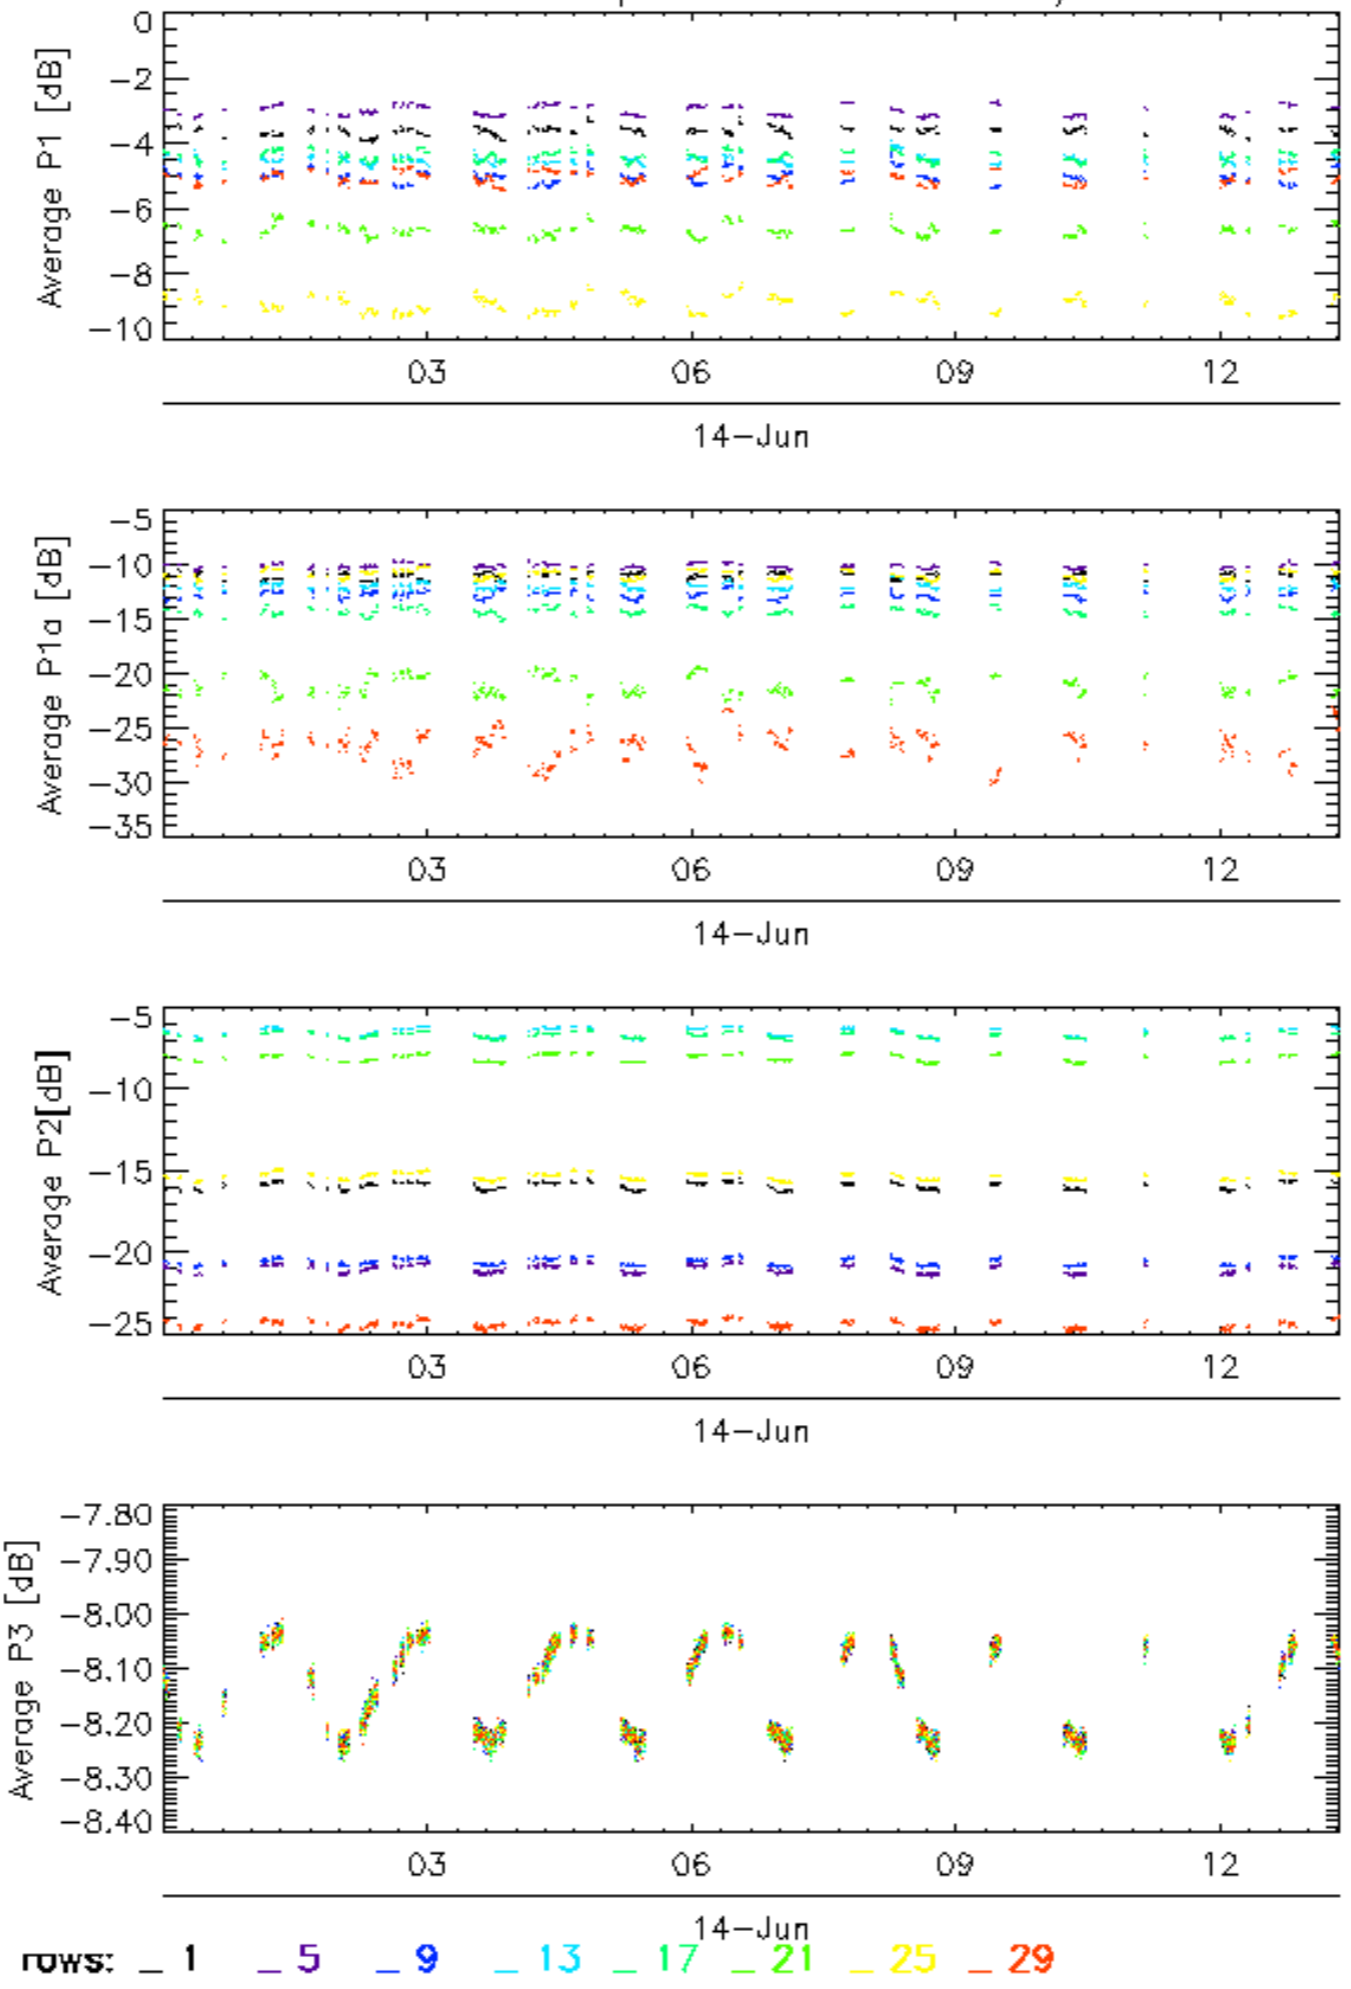 0
-2
-4
-6
-8
-10
Average P1 [dB]
03 06 09 12
14-Jun
-5
-10
-15
-20
-25
-30
-35
Average P1a [dB]
03 06 09 12
14-Jun
-5
-10
-15
-20
-25
Average P2[dB]
03 06 09 12
14-Jun
-7.80
-7.90
-8.00
-8.10
-8.20
-8.30
-8.40
Average P3 [dB]
03 06 09 12
14-Jun
rows: _ 1 _ 5 _ 9 _ 13 _ 17 _ 21 _ 25 _ 29